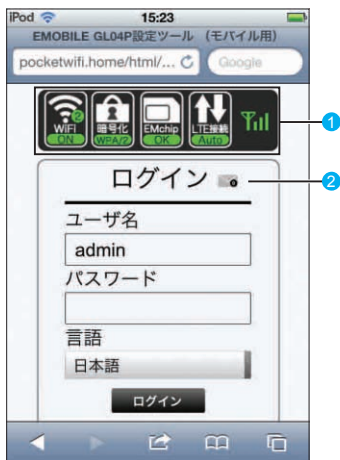 iPod 15:23
EMOBILE GL04P設定ツール （モバイル用）
pocketwifi.home/html/... Google
2
WiFi 暗号化 EMchip LTE接続
ON WPA/2 OK Auto
1
ログイン 2
ユーザ名
admin
パスワード
言語
日本語
ログイン